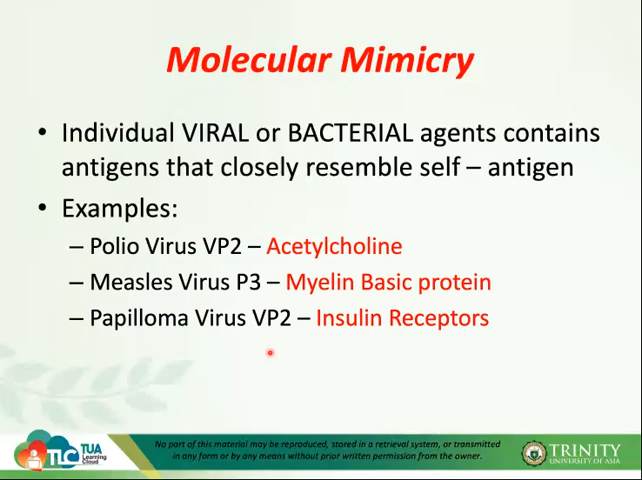 Molecular Mimicry
• Individual VIRAL or BACTERIAL agents contains
antigens that closely resemble self – antigen
• Examples:
– Polio Virus VP2 – Acetylcholine
– Measles Virus P3 – Myelin Basic protein
– Papilloma Virus VP2 – Insulin Receptors
TLC TUA
Learning
Cloud
No part of this material may be reproduced, stored in a retrieval system, or transmitted
in any form or by any means without prior written permission from the owner.
TRINITY
UNIVERSITY OF ASIA